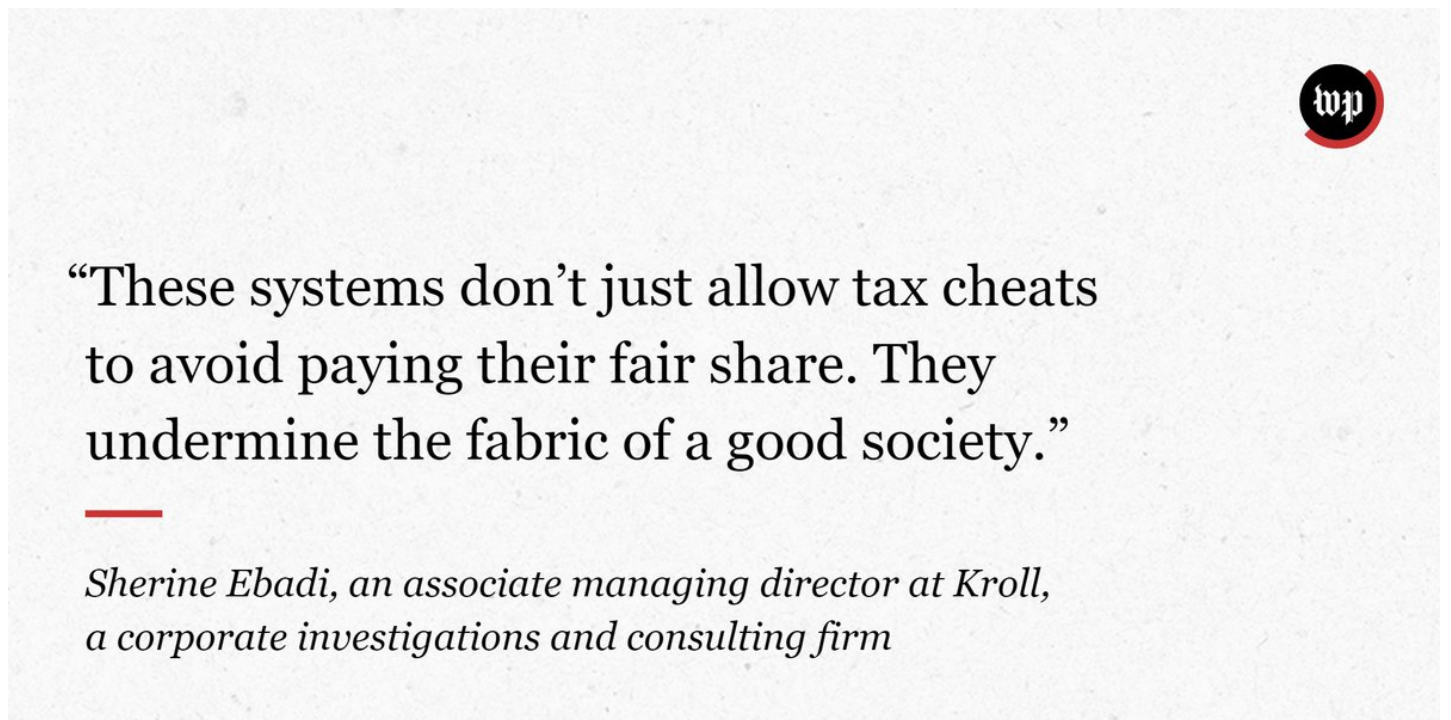 wp
“These systems don’t just allow tax cheats
to avoid paying their fair share. They
undermine the fabric of a good society.”
Sherine Ebadi, an associate managing director at Kroll,
a corporate investigations and consulting firm